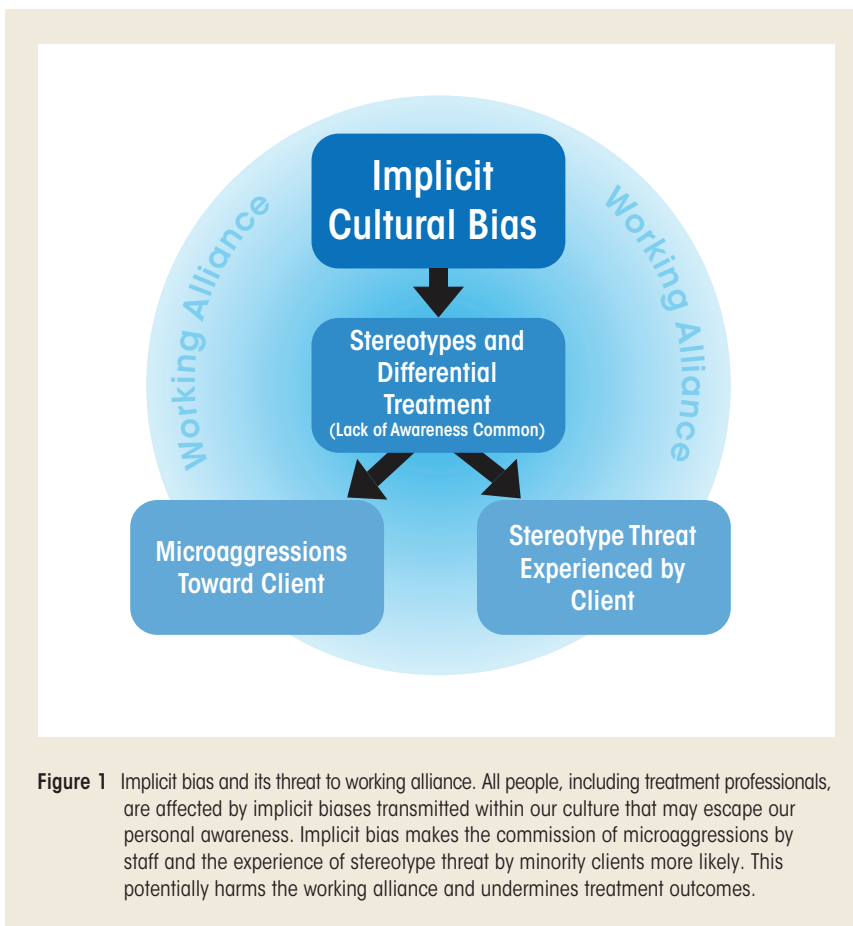 Implicit
Cultural Bias
Working Alliance
Working Alliance
Stereotypes and
Differential
Treatment
(Lack of Awareness Common)
Microaggressions
Toward Client
Stereotype Threat
Experienced by
Client
Figure 1 Implicit bias and its threat to working alliance. All people, including treatment professionals,
are affected by implicit biases transmitted within our culture that may escape our
personal awareness. Implicit bias makes the commission of microaggressions by
staff and the experience of stereotype threat by minority clients more likely. This
potentially harms the working alliance and undermines treatment outcomes.